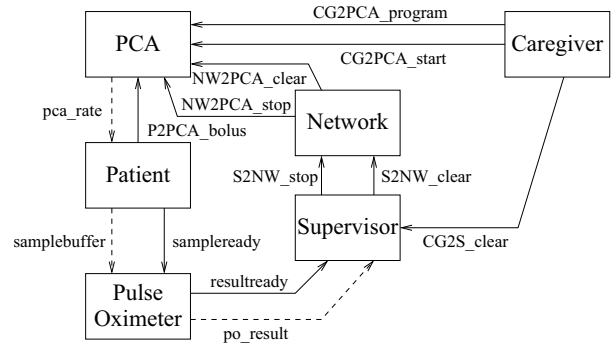 CG2PCA_program
PCA
Caregiver
CG2PCA_start
NW2PCA_clear
pca_rate
NW2PCA_stop
P2PCA_bolus
Network
Patient
S2NW_stop
S2NW_clear
samplebuffer
sampleready
Supervisor
CG2S_clear
resultready
Pulse
Oximeter
po_result